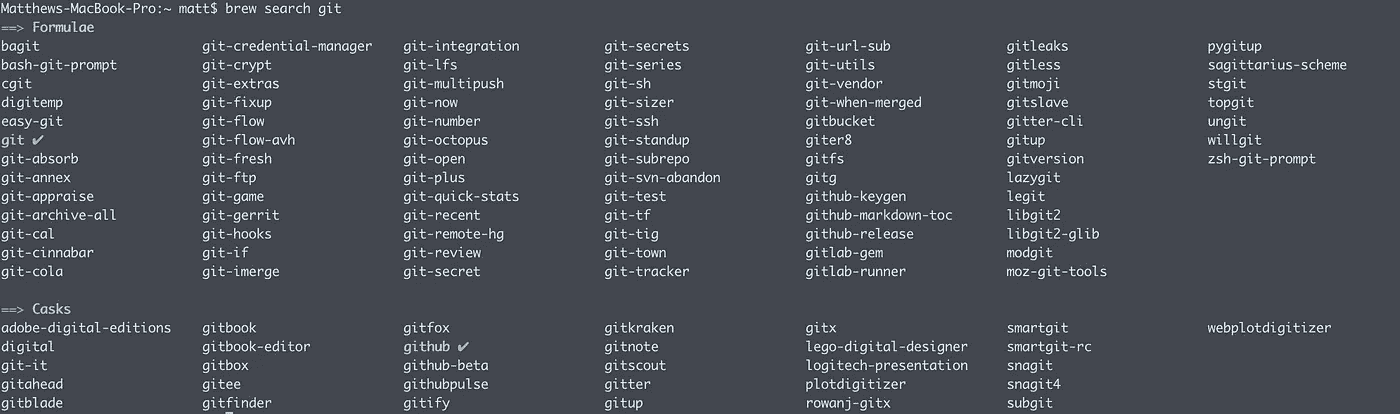 Matthews-MacBook-Pro:~ matt$ brew search git
==> Formulae
bagit git-credential-manager git-integration git-secrets git-url-sub gitleaks pygitup
bash-git-prompt git-crypt git-lfs git-series git-utils gitless sagittarius-scheme
cgit git-extras git-multipush git-sh git-vendor gitmoji stgit
digitemp git-fixup git-now git-sizer git-when-merged gitslave topgit
easy-git git-flow git-number git-ssh gitbucket gitter-cli ungit
git ✔ git-flow-avh git-octopus git-standup giter8 gitup willgit
git-absorb git-fresh git-open git-subrepo gitfs gitversion zsh-git-prompt
git-annex git-ftp git-plus git-svn-abandon gitg lazygit
git-appraise git-game git-quick-stats git-test github-keygen legit
git-archive-all git-gerrit git-recent git-tf github-markdown-toc libgit2
git-cal git-hooks git-remote-hg git-tig github-release libgit2-glib
git-cinnabar git-if git-review git-town gitlab-gem modgit
git-cola git-imerge git-secret git-tracker gitlab-runner moz-git-tools
==> Casks
adobe-digital-editions gitbook gitfox gitkraken gitx smartgit webplotdigitizer
digital gitbook-editor github ✔ gitnote lego-digital-designer smartgit-rc
git-it gitbox github-beta gitscout logitech-presentation snagit
gitahead gitee githubpulse gitter plotdigitizer snagit4
gitblade gitfinder gitify gitup rowanj-gitx subgit